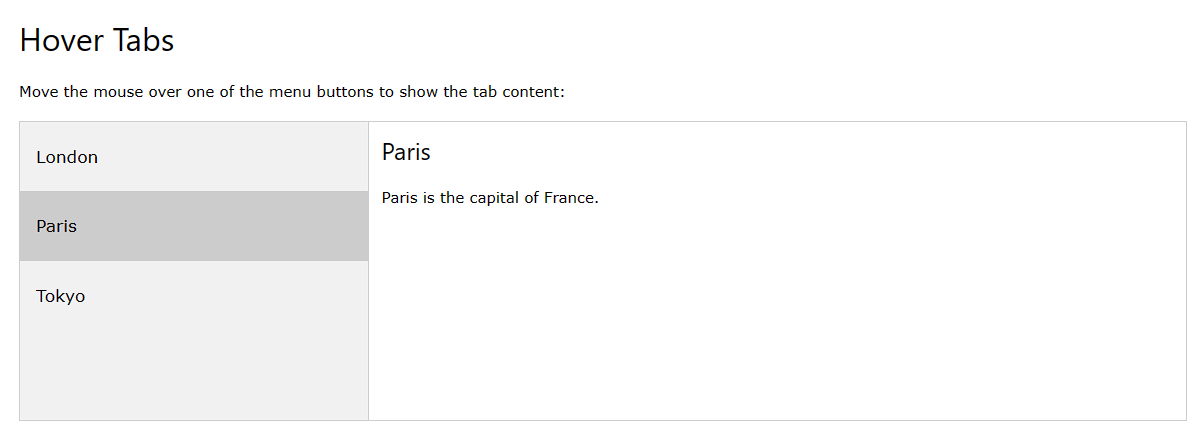 Hover Tabs
Move the mouse over one of the menu buttons to show the tab content:
London
Paris
Tokyo
Paris
Paris is the capital of France.